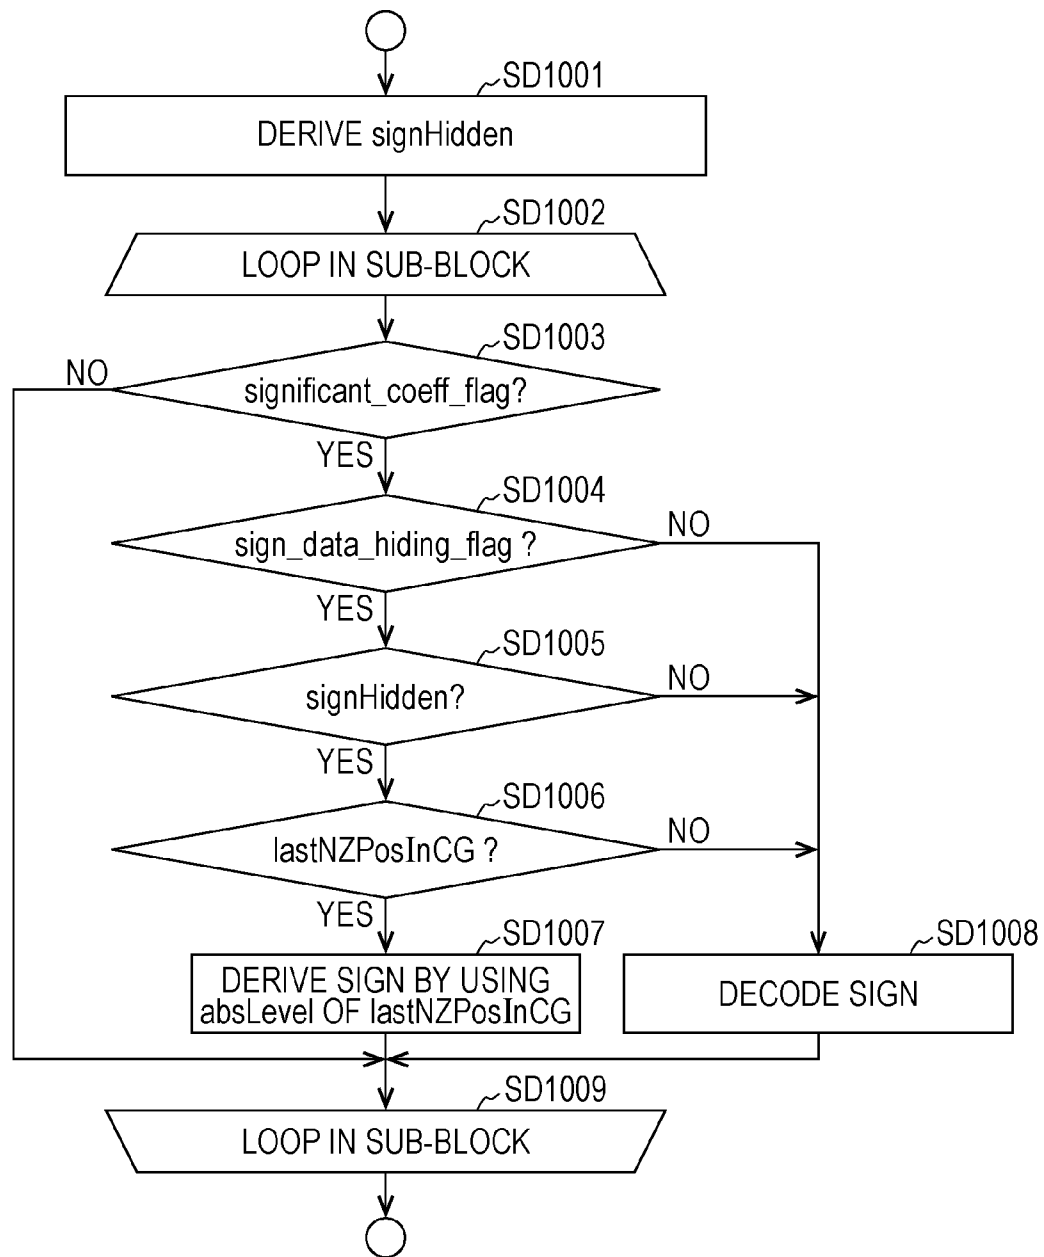 SD1001
DERIVE signHidden
SD1002
LOOP IN SUB-BLOCK
SD1003
NO
significant_coeff_flag?
YES
SD1004
NO
sign_data_hiding_flag ?
YES
SD1005
NO
signHidden?
YES
SD1006
NO
lastNZPosInCG ?
YES
SD1007
DERIVE SIGN BY USING
absLevel OF lastNZPosInCG
SD1008
DECODE SIGN
SD1009
LOOP IN SUB-BLOCK